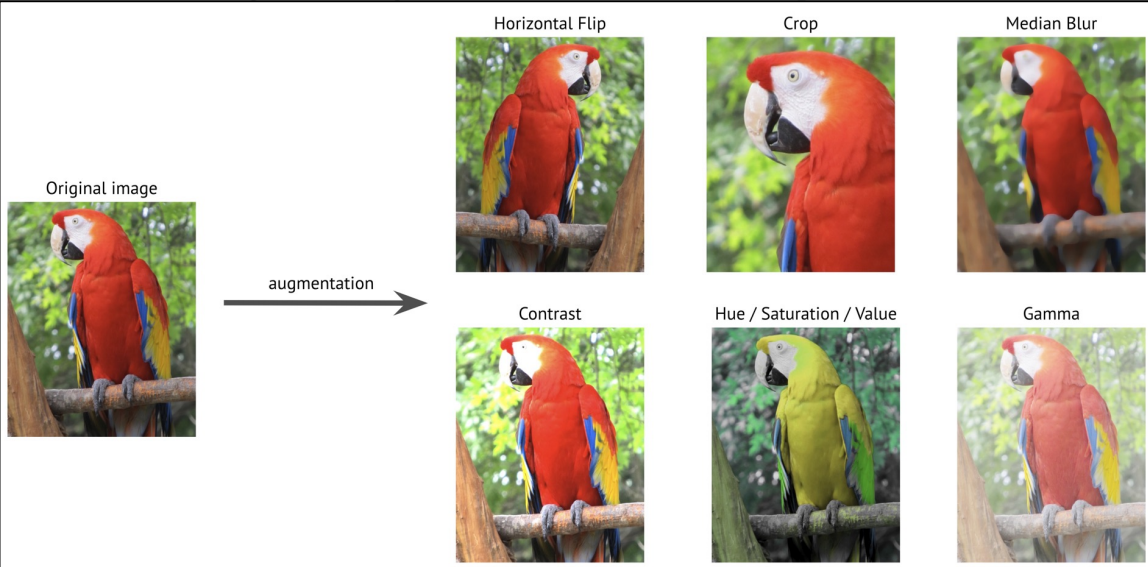 Horizontal Flip
Crop
Median Blur
Original image
augmentation
Contrast
Hue / Saturation / Value
Gamma